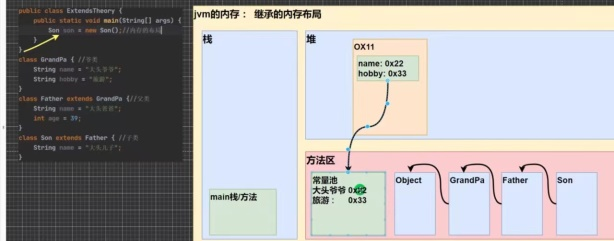 public class ExtendsTheory {
public static void main(String[] args) {
Son son = new Son();//内存的布局
}
}
class GrandPa { //爷类
String name = "大头爷爷";
String hobby = "旅游";
}
class Father extends GrandPa {//父类
String name = "大头爸爸";
int age = 39;
}
class Son extends Father { //子类
String name = "大头儿子";
}
jvm的内存： 继承的内存布局
栈
main栈/方法
堆
OX11
name: 0x22
hobby: 0x33
方法区
常量池
大头爷爷 0x22
旅游： 0x33
Object
GrandPa
Father
Son